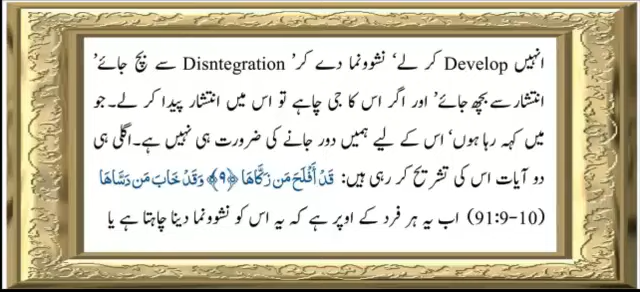 انہیں Develop کر لے‘ نشوونما دے کر’ Disntegration سے بچ جائے’
انتشار سے بچھ جائے’ اور اگر اس کا جی چاہے تو اس میں انتشار پیدا کر لے۔ جو
میں کہہ رہا ہوں‘ اس کے لیے ہمیں دور جانے کی ضرورت ہی نہیں ہے۔ اگلی ہی
دو آیات اس کی تشریح کر رہی ہیں: قَدْ أَفْلَحَ مَن زَكَّاهَا ﴿٩﴾ وَقَدْ خَابَ مَن دَسَّاهَا
(91:9-10) اب یہ ہر فرد کے اوپر ہے کہ یہ اس کو نشوونما دینا چاہتا ہے یا